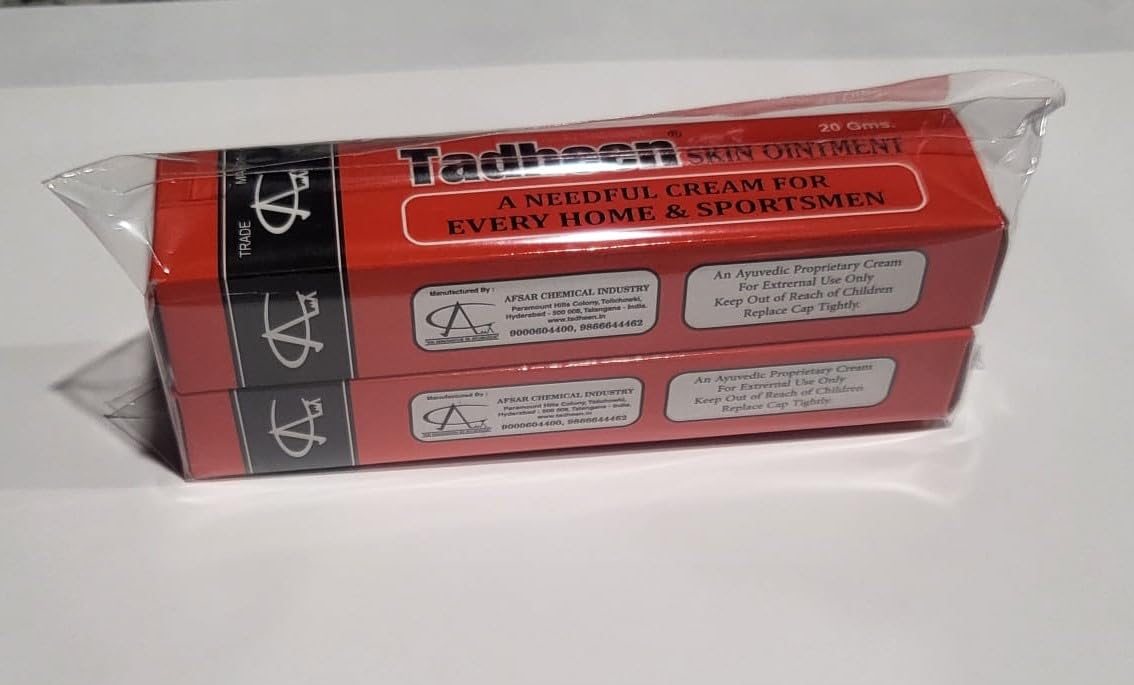 20 Gms.
Tadheen® SKIN OINTMENT
A NEEDFUL CREAM FOR
EVERY HOME & SPORTSMEN
TRADE
Manufactured By :
AFSAR CHEMICAL INDUSTRY
Paramount Hills Colony, Tolichowki,
Hyderabad - 500 008, Talangana - India.
www.tadheen.in
9000604400, 9866644462
An Ayuvedic Proprietary Cream
For Extrernal Use Only
Keep Out of Reach of Children
Replace Cap Tightly.
Manufactured By :
AFSAR CHEMICAL INDUSTRY
Paramount Hills Colony, Tolichowki,
Hyderabad - 500 008, Talangana - India.
www.tadheen.in
9000604400, 9866644462
An Ayuvedic Proprietary Cream
For Extrernal Use Only
Keep Out of Reach of Children
Replace Cap Tightly.